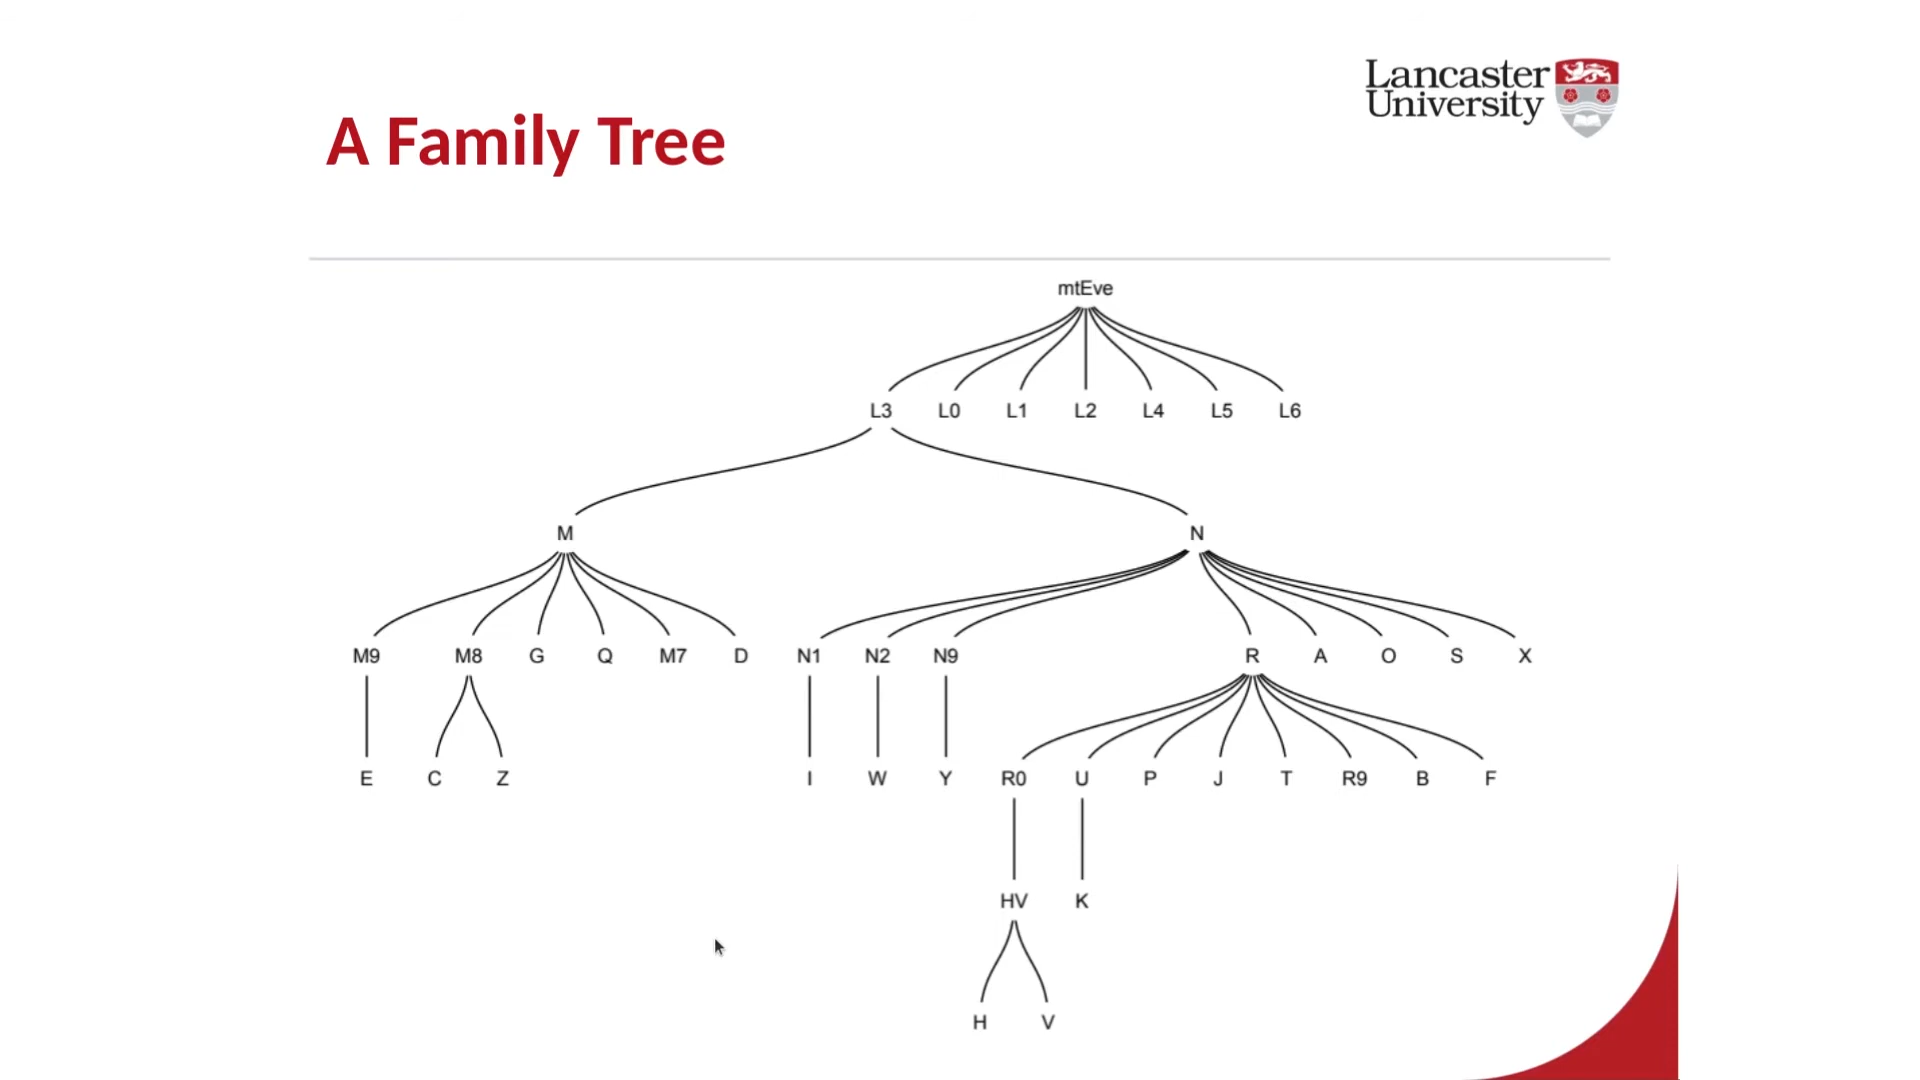 Lancaster
University
A Family Tree
mtEve
L3 L0 L1 L2 L4 L5 L6
M N
M9 M8 G Q M7 D N1 N2 N9 R A O S X
E C Z I W Y R0 U P J T R9 B F
HV K
H V